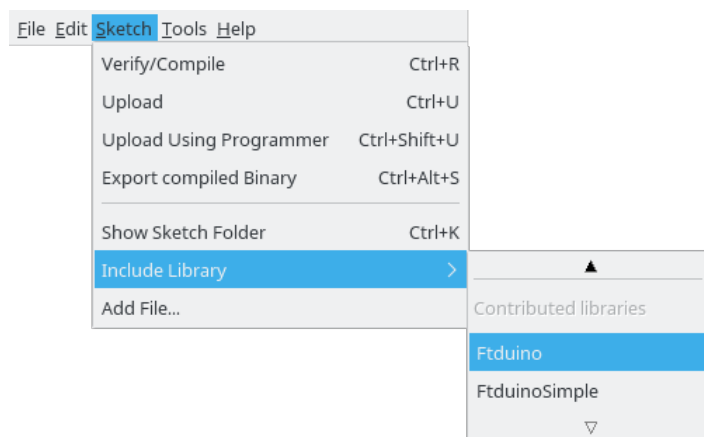 File Edit Sketch Tools Help
Verify/Compile Ctrl+R
Upload Ctrl+U
Upload Using Programmer Ctrl+Shift+U
Export compiled Binary Ctrl+Alt+S
Show Sketch Folder Ctrl+K
Include Library
Add File...
Contributed libraries
Ftduino
FtduinoSimple